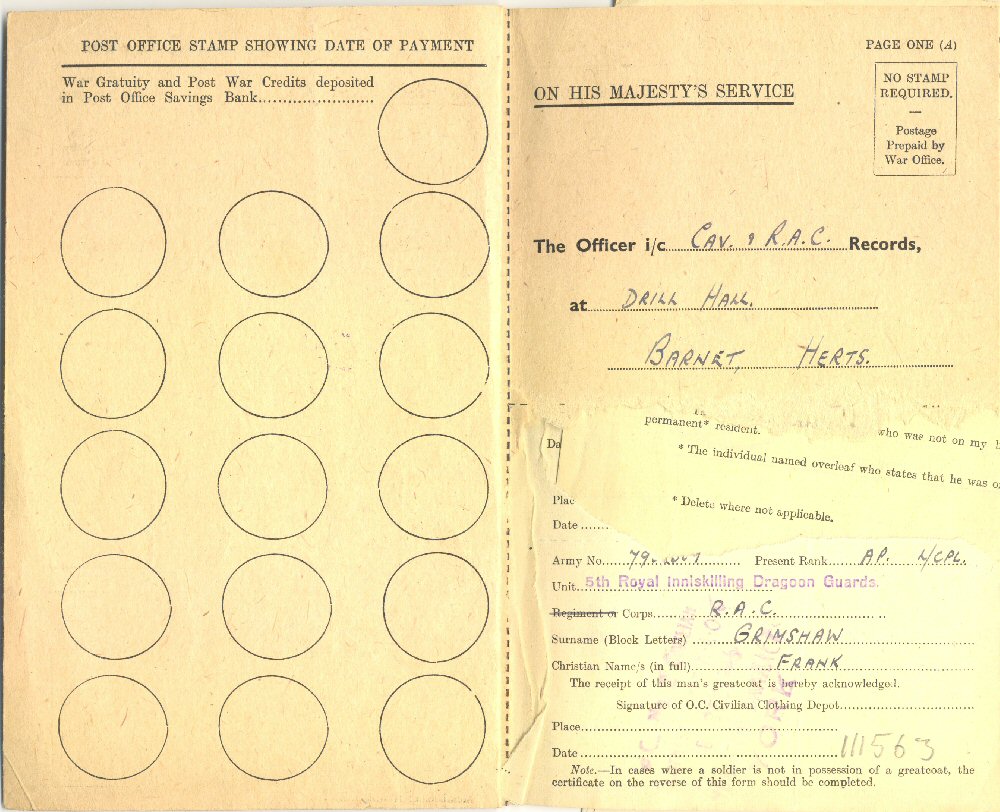 POST OFFICE STAMP SHOWING DATE OF PAYMENT
War Gratuity and Post War Credits deposited
in Post Office Savings Bank.......................
PAGE ONE (A)
NO STAMP
REQUIRED.
—
Postage
Prepaid by
War Office.
ON HIS MAJESTY'S SERVICE
The Officer i/c CAV. & R.A.C. Records,
at DRILL HALL.
BARNET, HERTS.
permanent* resident. who was not on my
* The individual named overleaf who states that he was
* Delete where not applicable.
Da
Plac
Date .......
Army No. 79 Present Rank AP. L/CPL.
Unit 5th Royal Inniskilling Dragoon Guards.
Regiment or Corps R.A.C.
Surname (Block Letters) GRIMSHAW
Christian Name/s (in full) FRANK
The receipt of this man's greatcoat is hereby acknowledged.
Signature of O.C. Civilian Clothing Depot
Place
Date 111563
Note.—In cases where a soldier is not in possession of a greatcoat, the
certificate on the reverse of this form should be completed.